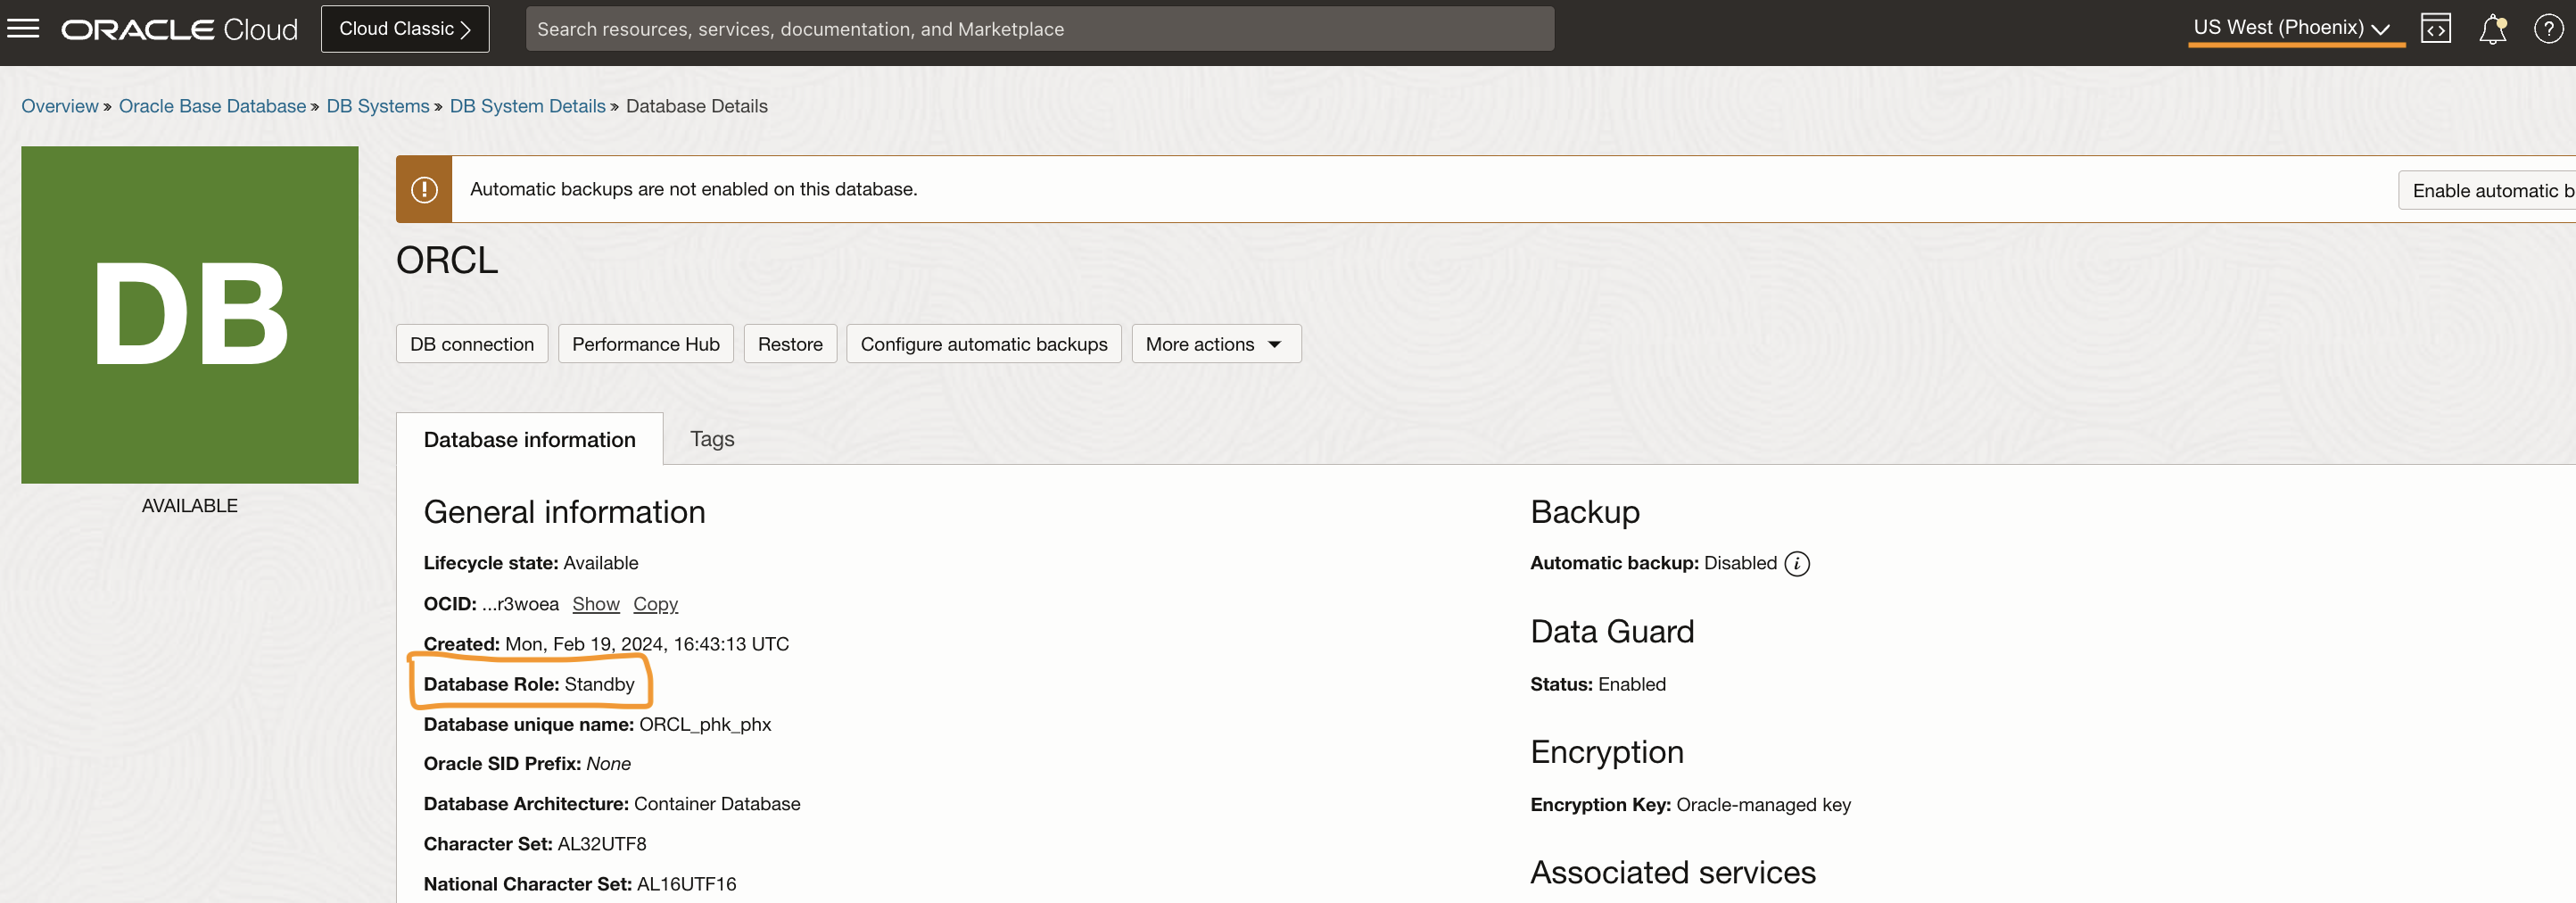 ORACLE Cloud
Cloud Classic
Search resources, services, documentation, and Marketplace
US West (Phoenix)
Overview » Oracle Base Database » DB Systems » DB System Details » Database Details
DB
AVAILABLE
Automatic backups are not enabled on this database.
Enable automatic b
ORCL
DB connection
Performance Hub
Restore
Configure automatic backups
More actions
Database information
Tags
General information
Lifecycle state: Available
OCID: ...r3woea Show Copy
Created: Mon, Feb 19, 2024, 16:43:13 UTC
Database Role: Standby
Database unique name: ORCL_phk_phx
Oracle SID Prefix: None
Database Architecture: Container Database
Character Set: AL32UTF8
National Character Set: AL16UTF16
Backup
Automatic backup: Disabled
Data Guard
Status: Enabled
Encryption
Encryption Key: Oracle-managed key
Associated services